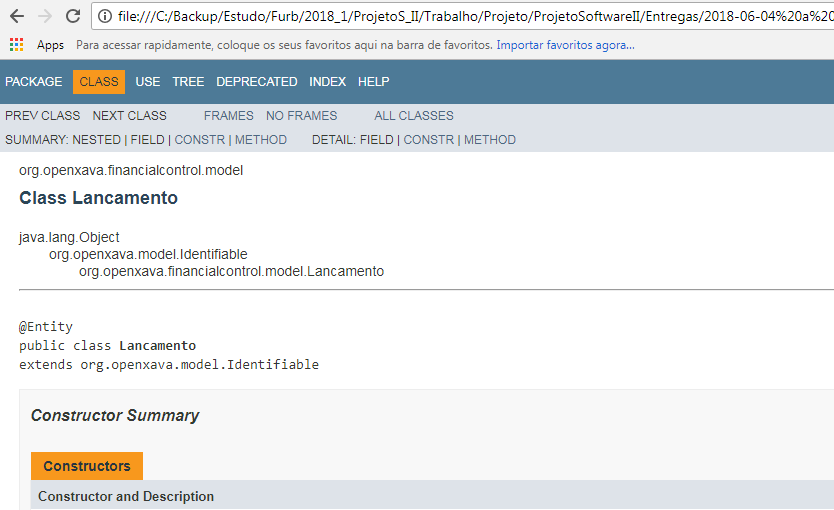 file:///C:/Backup/Estudo/Furb/2018_1/ProjetoS_II/Trabalho/Projeto/ProjetoSoftwareII/Entregas/2018-06-04%20a%20
Apps Para acessar rapidamente, coloque os seus favoritos aqui na barra de favoritos. Importar favoritos agora...
PACKAGE CLASS USE TREE DEPRECATED INDEX HELP
PREV CLASS NEXT CLASS FRAMES NO FRAMES ALL CLASSES
SUMMARY: NESTED | FIELD | CONSTR | METHOD DETAIL: FIELD | CONSTR | METHOD
org.openxava.financialcontrol.model
Class Lancamento
java.lang.Object
org.openxava.model.Identifiable
org.openxava.financialcontrol.model.Lancamento
@Entity
public class Lancamento
extends org.openxava.model.Identifiable
Constructor Summary
Constructors
Constructor and Description